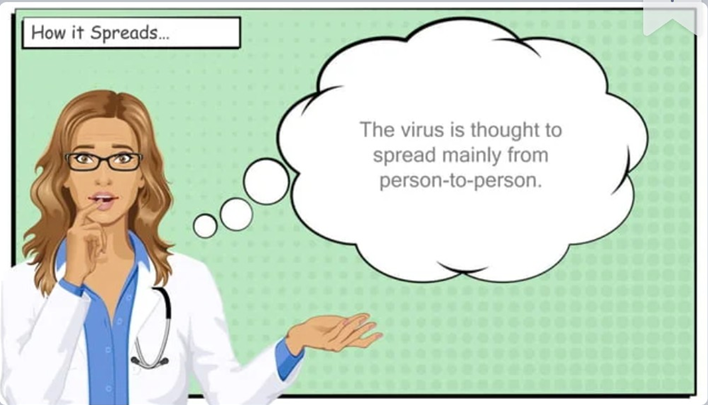 How it Spreads...
The virus is thought to
spread mainly from
person-to-person.